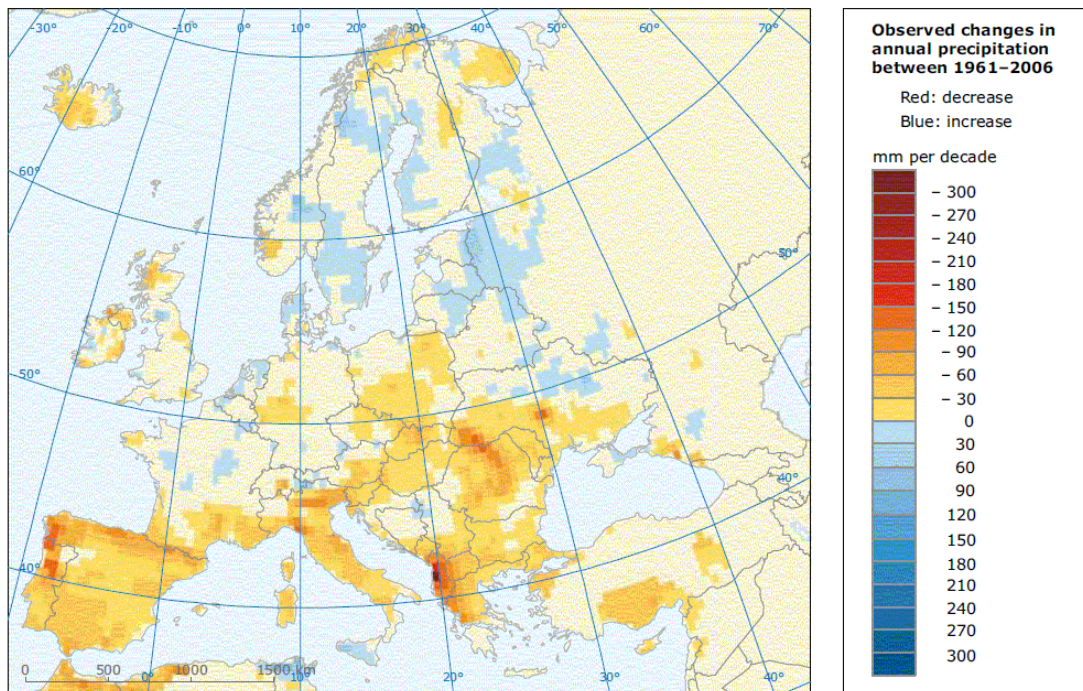 -30° -20° -10° 0° 10° 20° 30° 40° 50° 60° 70°
60°
50°
50°
40°
40°
0 500 1000 1500 km
0° 10° 20° 30° 40°
Observed changes in
annual precipitation
between 1961–2006
Red: decrease
Blue: increase
mm per decade
– 300
– 270
– 240
– 210
– 180
– 150
– 120
– 90
– 60
– 30
0
30
60
90
120
150
180
210
240
270
300